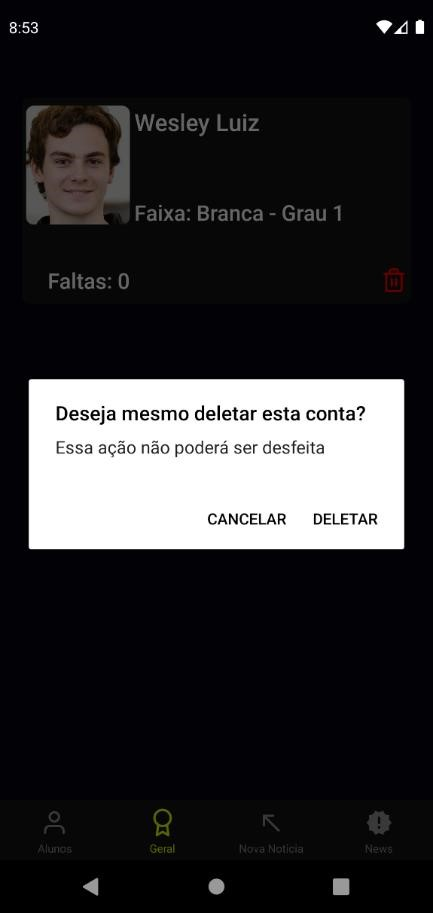 8:53
Wesley Luiz
Faixa: Branca - Grau 1
Faltas: 0
Deseja mesmo deletar esta conta?
Essa ação não poderá ser desfeita
CANCELAR DELETAR
Alunos Geral Nova Notícia News